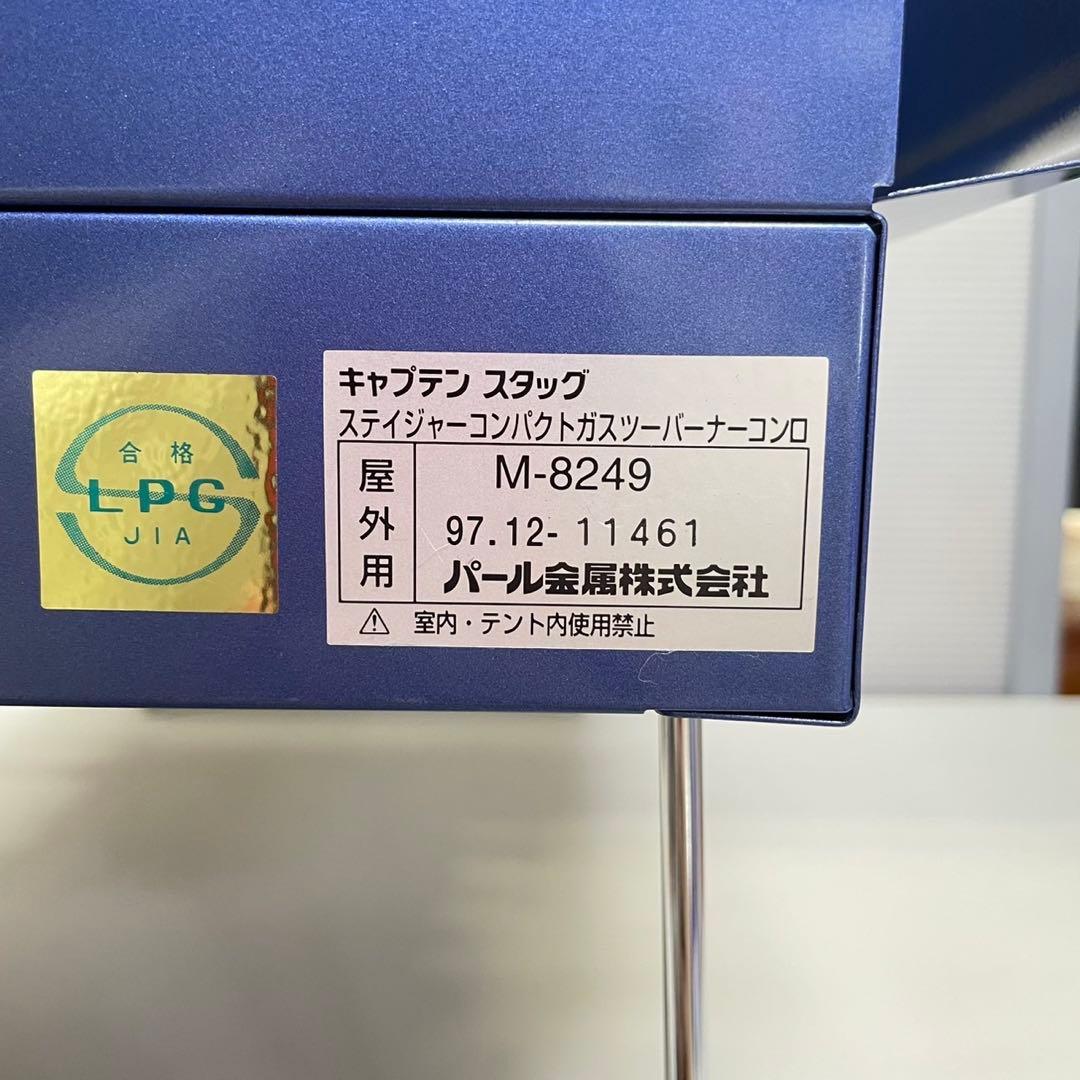 合格
LPG
JIA
キャプテン スタッグ
ステイジャーコンパクトガスツーバーナーコンロ
屋外用
M-8249
97.12- 11461
パール金属株式会社
⚠ 室内・テント内使用禁止